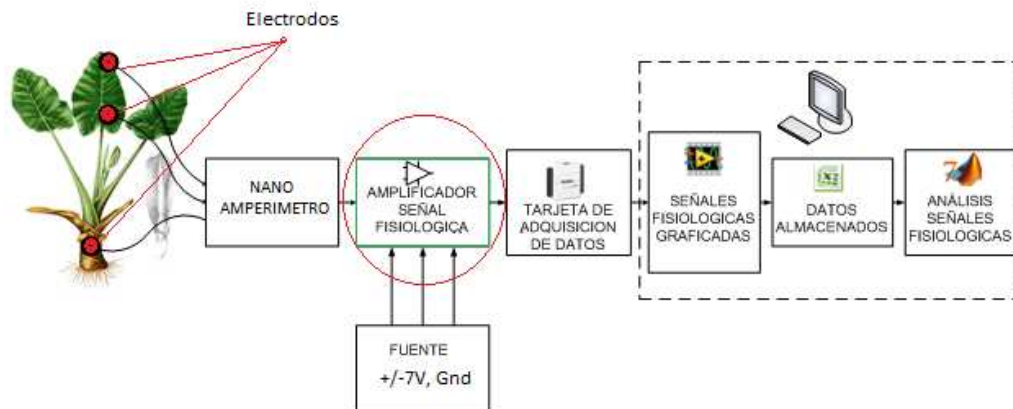 Electrodos
NANO
AMPERIMETRO
AMPLIFICADOR
SEÑAL
FISIOLOGICA
TARJETA DE
ADQUISICION
DE DATOS
SEÑALES
FISIOLOGICAS
GRAFICADAS
DATOS
ALMACENADOS
7
ANÁLISIS
SEÑALES
FISIOLOGICAS
FUENTE
+/-7V, Gnd